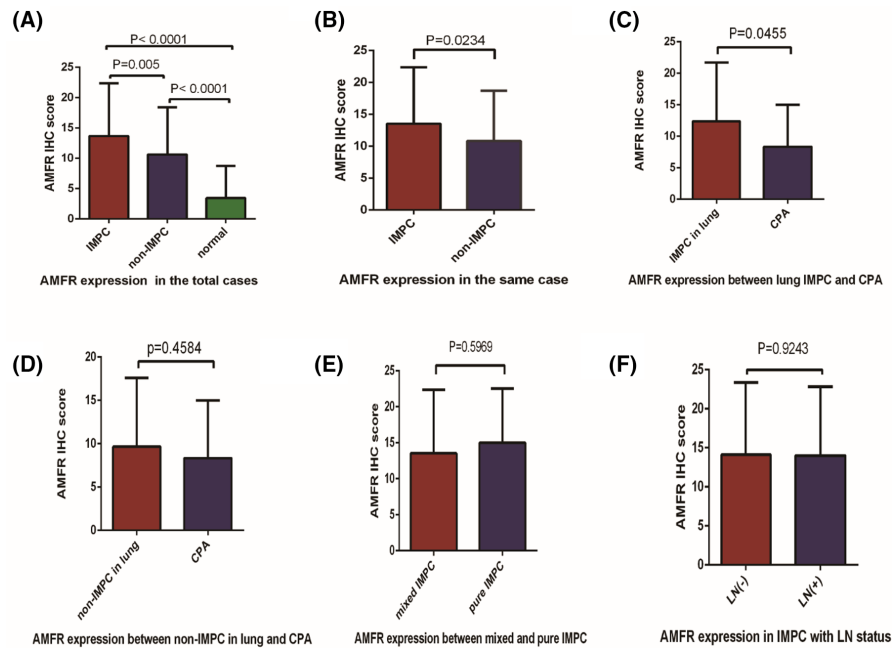 (A)
P< 0.0001
P=0.005
P< 0.0001
AMFR IHC score
25
20
15
10
5
0
IMPC
non-IMPC
normal
AMFR expression in the total cases
(B)
P=0.0234
AMFR IHC score
25
20
15
10
5
0
IMPC
non-IMPC
AMFR expression in the same case
(C)
P=0.0455
AMFR IHC score
25
20
15
10
5
0
IMPC in lung
CPA
AMFR expression between lung IMPC and CPA
(D)
p=0.4584
AMFR IHC score
20
15
10
5
0
non-IMPC in lung
CPA
AMFR expression between non-IMPC in lung and CPA
(E)
P=0.5969
AMFR IHC score
25
20
15
10
5
0
mixed IMPC
pure IMPC
AMFR expression between mixed and pure IMPC
(F)
P=0.9243
AMFR IHC score
25
20
15
10
5
0
LN(-)
LN(+)
AMFR expression in IMPC with LN status